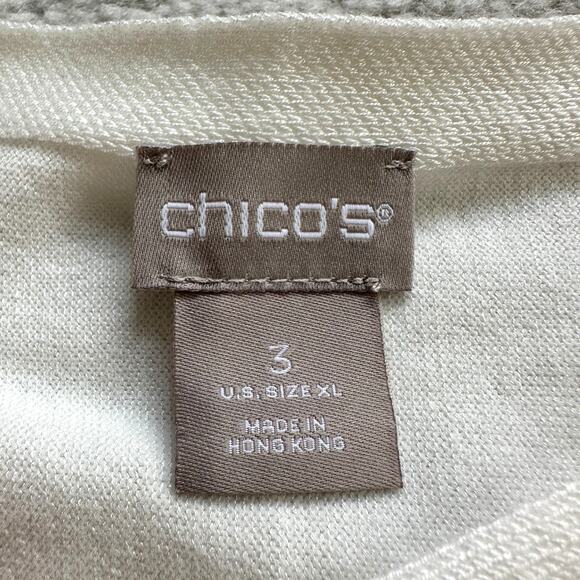 chico's®
3
U.S. SIZE XL
MADE IN
HONG KONG